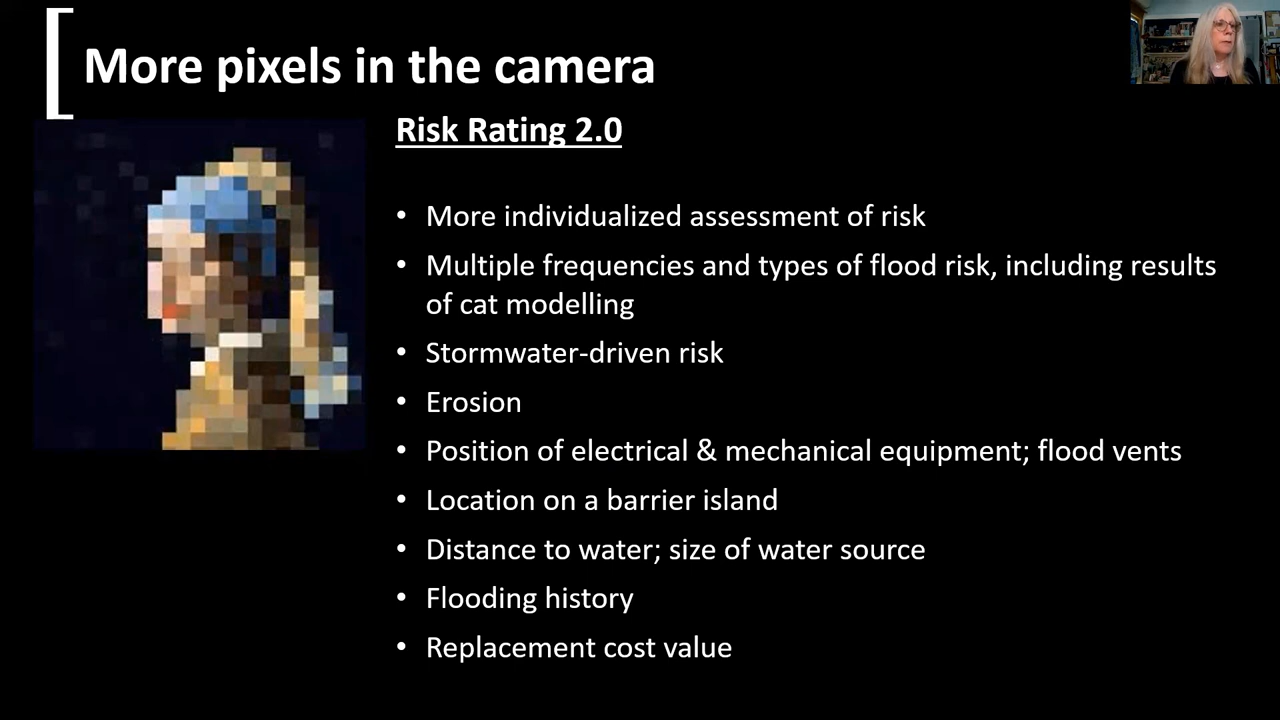 More pixels in the camera
Risk Rating 2.0
• More individualized assessment of risk
• Multiple frequencies and types of flood risk, including results
of cat modelling
• Stormwater-driven risk
• Erosion
• Position of electrical & mechanical equipment; flood vents
• Location on a barrier island
• Distance to water; size of water source
• Flooding history
• Replacement cost value